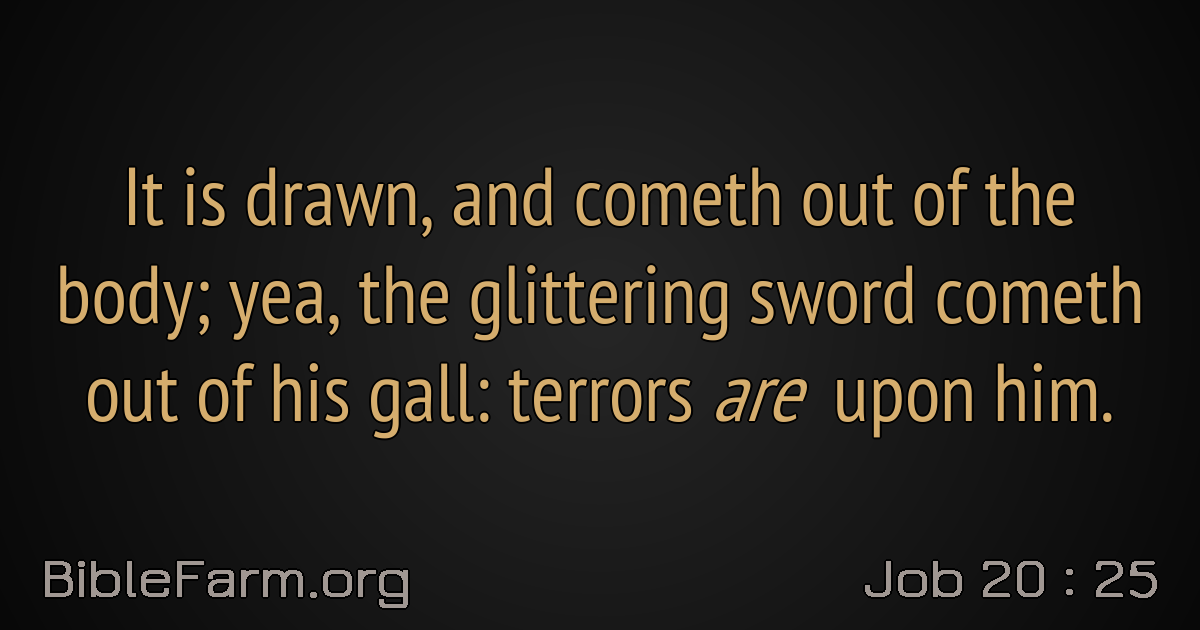 It is drawn, and cometh out of the
body; yea, the glittering sword cometh
out of his gall: terrors are upon him.
BibleFarm.org
Job 20 : 25